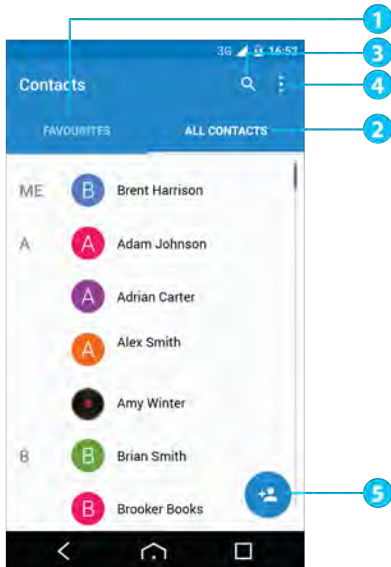 1
3G 16:53
3
Contacts
4
FAVOURITES ALL CONTACTS
2
ME B Brent Harrison
A A Adam Johnson
A Adrian Carter
A Alex Smith
Amy Winter
B B Brian Smith
5
B Brooker Books